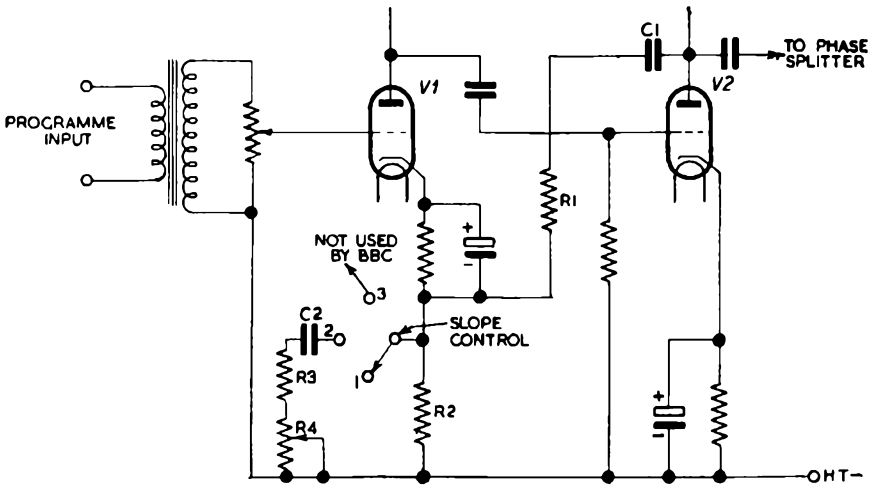 C1
TO PHASE
SPLITTER
V1
V2
PROGRAMME
INPUT
R1
+
-
NOT USED
BY BBC
3
C2
2
SLOPE
CONTROL
1
R3
R2
R4
+
-
HT-